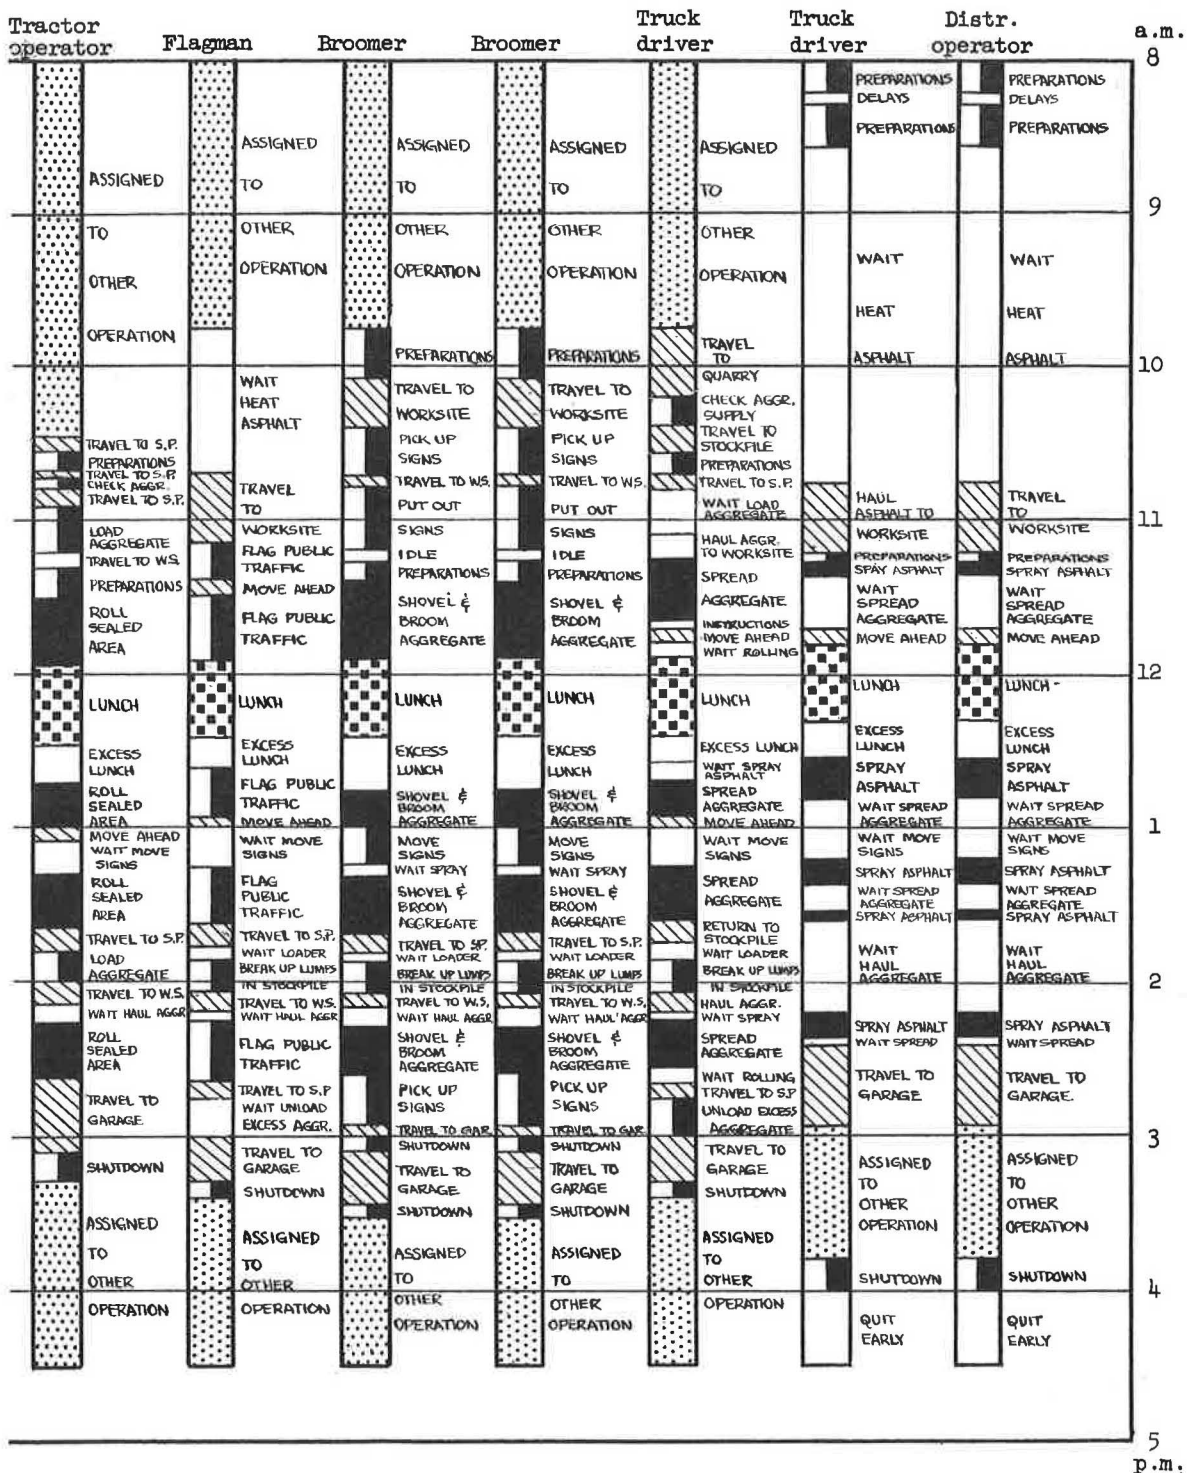 Tractor
operator
Flagman
Broomer
Broomer
Truck
driver
Truck
driver
Distr.
operator
a.m.
8
9
10
11
12
1
2
3
4
5
p.m.
ASSIGNED
TO
OTHER
OPERATION
TRAVEL TO S.P.
PREPARATIONS
TRAVEL TO S.P.
CHECK AGGR.
TRAVEL TO S.P.
LOAD
AGGREGATE
TRAVEL TO W.S.
PREPARATIONS
ROLL
SEALED
AREA
LUNCH
EXCESS
LUNCH
ROLL
SEALED
AREA
MOVE AHEAD
WAIT MOVE
SIGNS
ROLL
SEALED
AREA
TRAVEL TO S.P.
LOAD
AGGREGATE
TRAVEL TO W.S.
WAIT HAUL AGGR
ROLL
SEALED
AREA
TRAVEL TO
GARAGE
SHUTDOWN
ASSIGNED
TO
OTHER
OPERATION
ASSIGNED
TO
OTHER
OPERATION
WAIT
HEAT
ASPHALT
TRAVEL
TO
WORKSITE
FLAG PUBLIC
TRAFFIC
MOVE AHEAD
FLAG PUBLIC
TRAFFIC
LUNCH
EXCESS
LUNCH
FLAG PUBLIC
TRAFFIC
MOVE AHEAD
WAIT MOVE
SIGNS
FLAG
PUBLIC
TRAFFIC
TRAVEL TO S.P.
WAIT LOADER
BREAK UP LUMPS
IN STOCKPILE
TRAVEL TO W.S.
WAIT HAUL AGGR
FLAG PUBLIC
TRAFFIC
TRAVEL TO S.P
WAIT UNLOAD
EXCESS AGGR.
TRAVEL TO
GARAGE
SHUTDOWN
ASSIGNED
TO
OTHER
OPERATION
ASSIGNED
TO
OTHER
OPERATION
PREPARATIONS
TRAVEL TO
WORKSITE
PICK UP
SIGNS
TRAVEL TO W.S.
PUT OUT
SIGNS
IDLE
PREPARATIONS
SHOVEL &
BROOM
AGGREGATE
LUNCH
EXCESS
LUNCH
SHOVEL &
BROOM
AGGREGATE
MOVE
SIGNS
WAIT SPRAY
SHOVEL &
BROOM
AGGREGATE
TRAVEL TO SP.
WAIT LOADER
BREAK UP LUMPS
IN STOCKPILE
TRAVEL TO W.S.
WAIT HAUL AGGR
SHOVEL &
BROOM
AGGREGATE
PICK UP
SIGNS
TRAVEL TO GAR.
SHUTDOWN
TRAVEL TO
GARAGE
SHUTDOWN
ASSIGNED
TO
OTHER
OPERATION
ASSIGNED
TO
OTHER
OPERATION
PREPARATIONS
TRAVEL TO
WORKSITE
PICK UP
SIGNS
TRAVEL TO W.S.
PUT OUT
SIGNS
IDLE
PREPARATIONS
SHOVEL &
BROOM
AGGREGATE
LUNCH
EXCESS
LUNCH
SHOVEL &
BROOM
AGGREGATE
MOVE
SIGNS
WAIT SPRAY
SHOVEL &
BROOM
AGGREGATE
TRAVEL TO S.P.
WAIT LOADER
BREAK UP LUMPS
IN STOCKPILE
TRAVEL TO W.S.
WAIT HAUL AGGR
SHOVEL &
BROOM
AGGREGATE
PICK UP
SIGNS
TRAVEL TO GAR.
SHUTDOWN
TRAVEL TO
GARAGE
SHUTDOWN
ASSIGNED
TO
OTHER
OPERATION
ASSIGNED
TO
OTHER
OPERATION
TRAVEL
TO
QUARRY
CHECK AGGR.
SUPPLY
TRAVEL TO
STOCKPILE
PREPARATIONS
TRAVEL TO S.P.
WAIT LOAD
AGGREGATE
HAUL AGGR.
TO WORKSITE
SPREAD
AGGREGATE
INSTRUCTIONS
MOVE AHEAD
WAIT ROLLING
LUNCH
EXCESS LUNCH
WAIT SPRAY
ASPHALT
SPREAD
AGGREGATE
MOVE AHEAD
WAIT MOVE
SIGNS
SPREAD
AGGREGATE
RETURN TO
STOCKPILE
WAIT LOADER
BREAK UP LUMPS
IN STOCKPILE
HAUL AGGR.
WAIT SPRAY
SPREAD
AGGREGATE
WAIT ROLLING
TRAVEL TO S.P
UNLOAD EXCESS
AGGREGATE
TRAVEL TO
GARAGE
SHUTDOWN
ASSIGNED
TO
OTHER
OPERATION
PREPARATIONS
DELAYS
PREPARATIONS
WAIT
HEAT
ASPHALT
HAUL
ASPHALT TO
WORKSITE
PREPARATIONS
SPAY ASPHALT
WAIT
SPREAD
AGGREGATE
MOVE AHEAD
LUNCH
EXCESS
LUNCH
SPRAY
ASPHALT
WAIT SPREAD
AGGREGATE
WAIT MOVE
SIGNS
SPRAY ASPHALT
WAIT SPREAD
AGGREGATE
SPRAY ASPHALT
WAIT
HAUL
AGGREGATE
SPRAY ASPHALT
WAIT SPREAD
TRAVEL TO
GARAGE
ASSIGNED
TO
OTHER
OPERATION
SHUTDOWN
QUIT
EARLY
PREPARATIONS
DELAYS
PREPARATIONS
WAIT
HEAT
ASPHALT
TRAVEL
TO
WORKSITE
PREPARATIONS
SPRAY ASPHALT
WAIT
SPREAD
AGGREGATE
MOVE AHEAD
LUNCH
EXCESS
LUNCH
SPRAY
ASPHALT
WAIT SPREAD
AGGREGATE
WAIT MOVE
SIGNS
SPRAY ASPHALT
WAIT SPREAD
AGGREGATE
SPRAY ASPHALT
WAIT
HAUL
AGGREGATE
SPRAY ASPHALT
WAIT SPREAD
TRAVEL TO
GARAGE.
ASSIGNED
TO
OTHER
OPERATION
SHUTDOWN
QUIT
EARLY